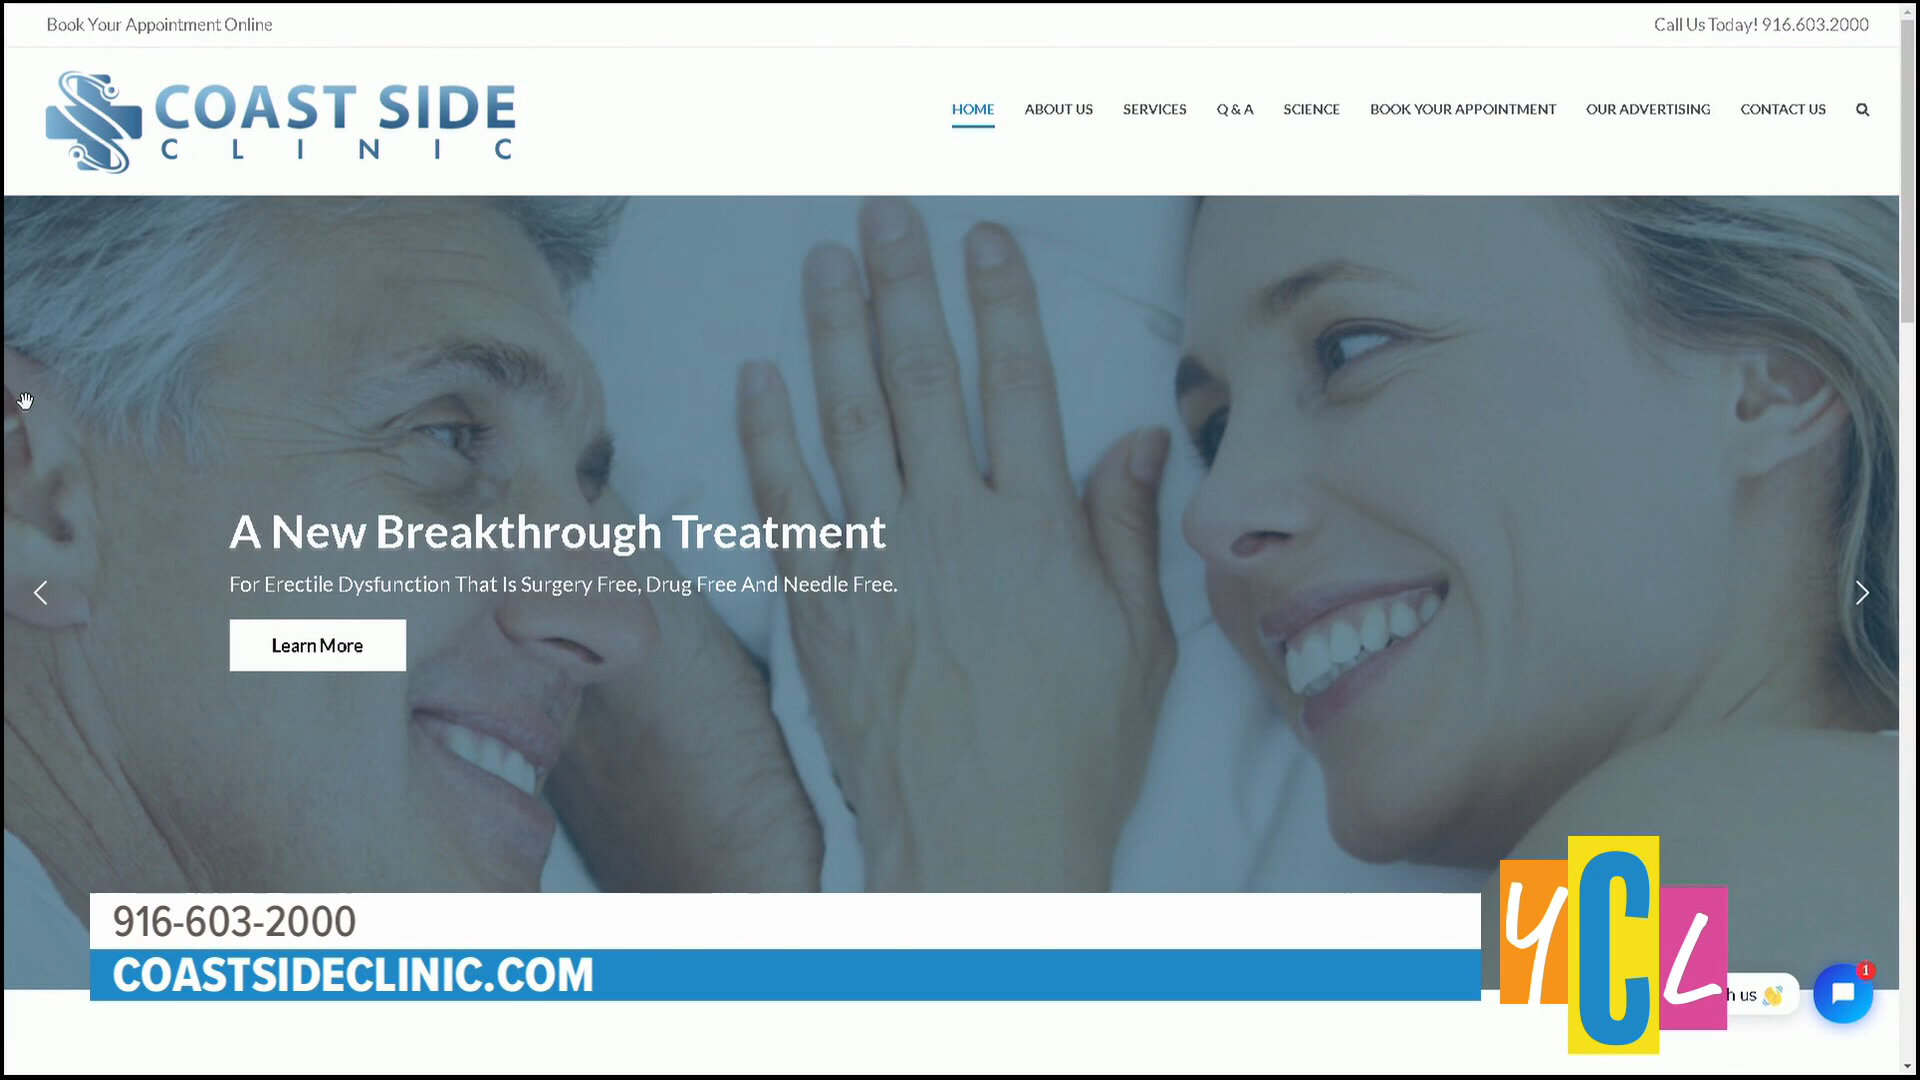 Book Your Appointment Online
Call Us Today! 916.603.2000
COAST SIDE
CLINIC
HOME
ABOUT US
SERVICES
Q & A
SCIENCE
BOOK YOUR APPOINTMENT
OUR ADVERTISING
CONTACT US
A New Breakthrough Treatment
For Erectile Dysfunction That Is Surgery Free, Drug Free And Needle Free.
Learn More
916-603-2000
COASTSIDECLINIC.COM
YCL
us 👋
1